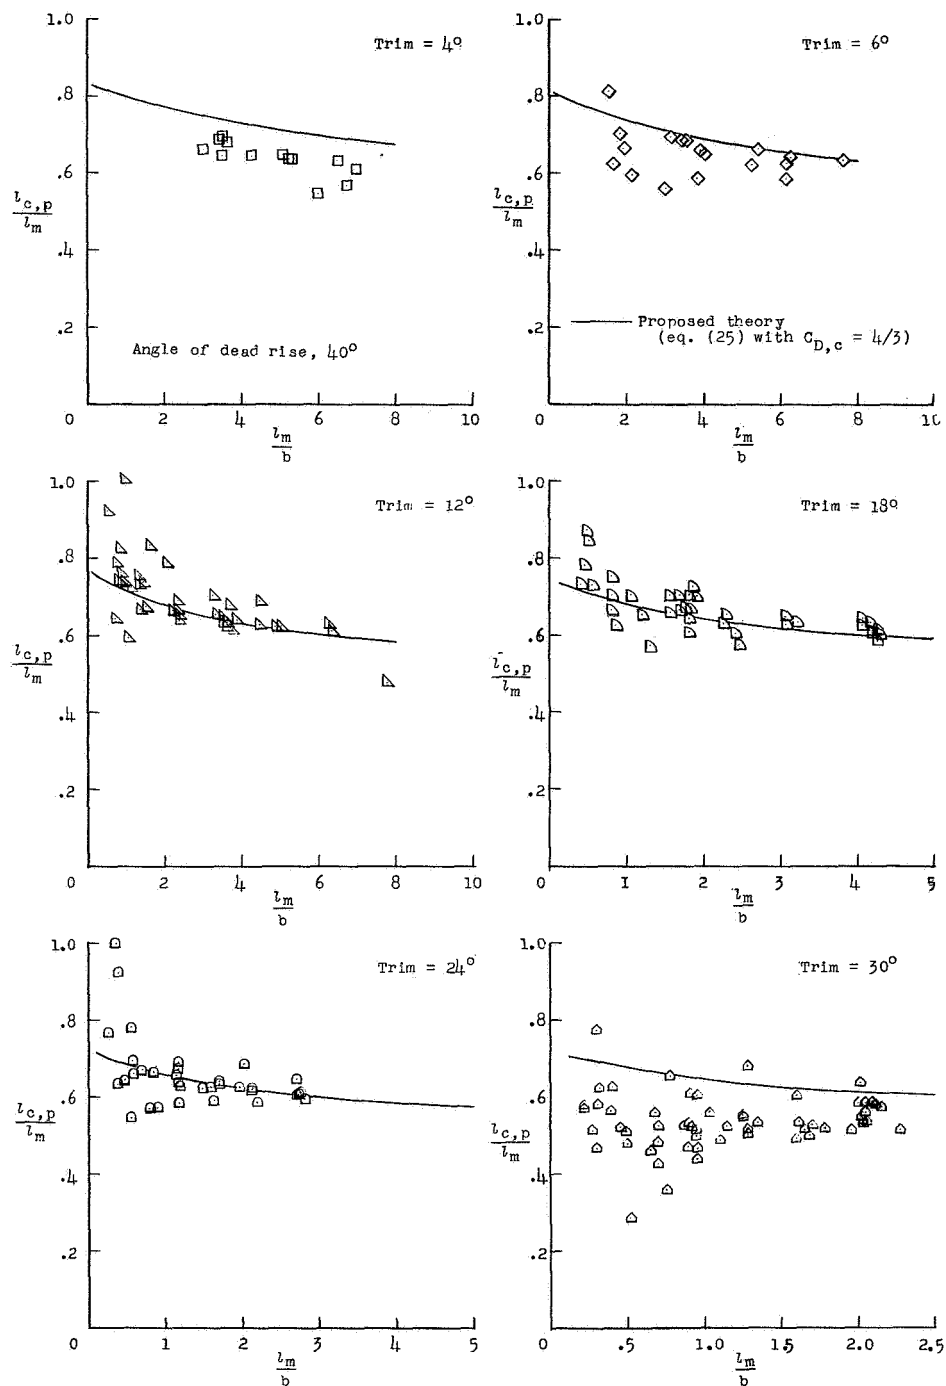 Trim = 4°
1.0
.8
.6
.4
.2
0
2
4
6
8
10
l_c,p
l_m
l_m
b
Angle of dead rise, 40°
Trim = 6°
1.0
.8
.6
.4
.2
0
2
4
6
8
10
l_c,p
l_m
l_m
b
Proposed theory
(eq. (25) with C_D,c = 4/3)
Trim = 12°
1.0
.8
.6
.4
.2
0
2
4
6
8
10
l_c,p
l_m
l_m
b
Trim = 18°
1.0
.8
.6
.4
.2
0
1
2
3
4
5
l_c,p
l_m
l_m
b
Trim = 24°
1.0
.8
.6
.4
.2
0
1
2
3
4
5
l_c,p
l_m
l_m
b
Trim = 30°
1.0
.8
.6
.4
.2
0
.5
1.0
1.5
2.0
2.5
l_c,p
l_m
l_m
b